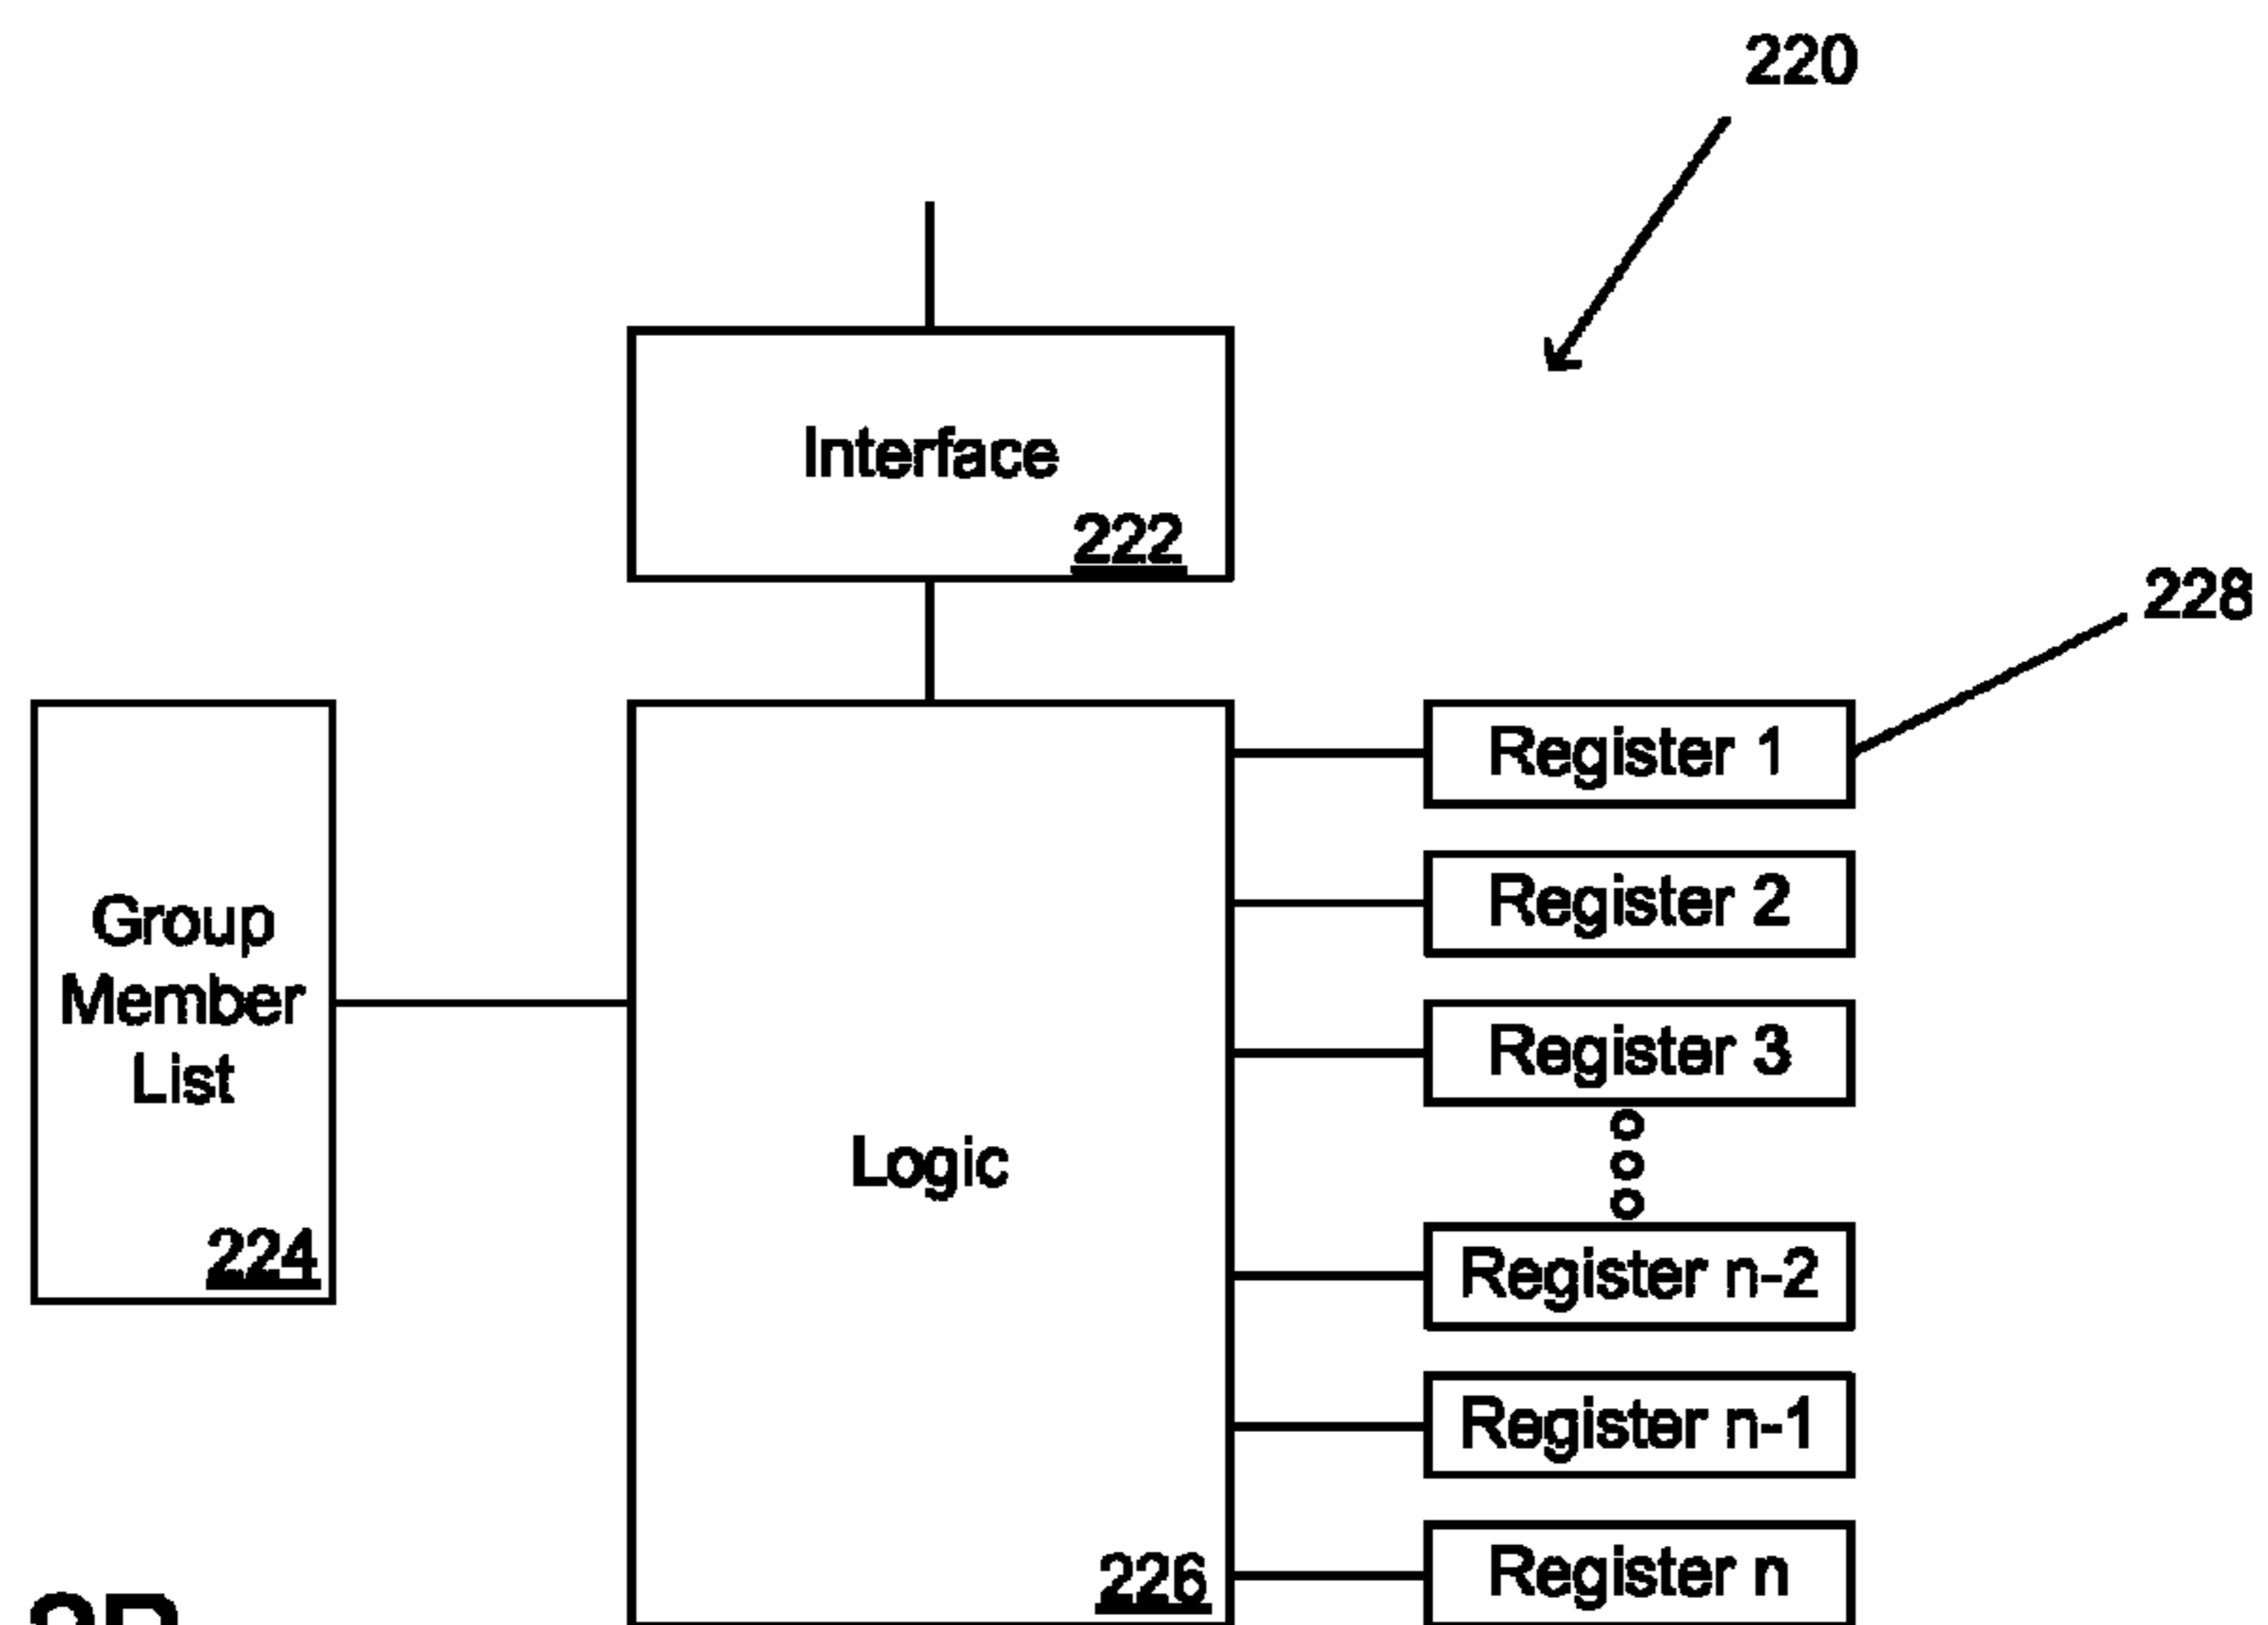 220
Interface
222
228
Register 1
Register 2
Group
Member
List
224
Register 3
Logic
Register n-2
Register n-1
226
Register n